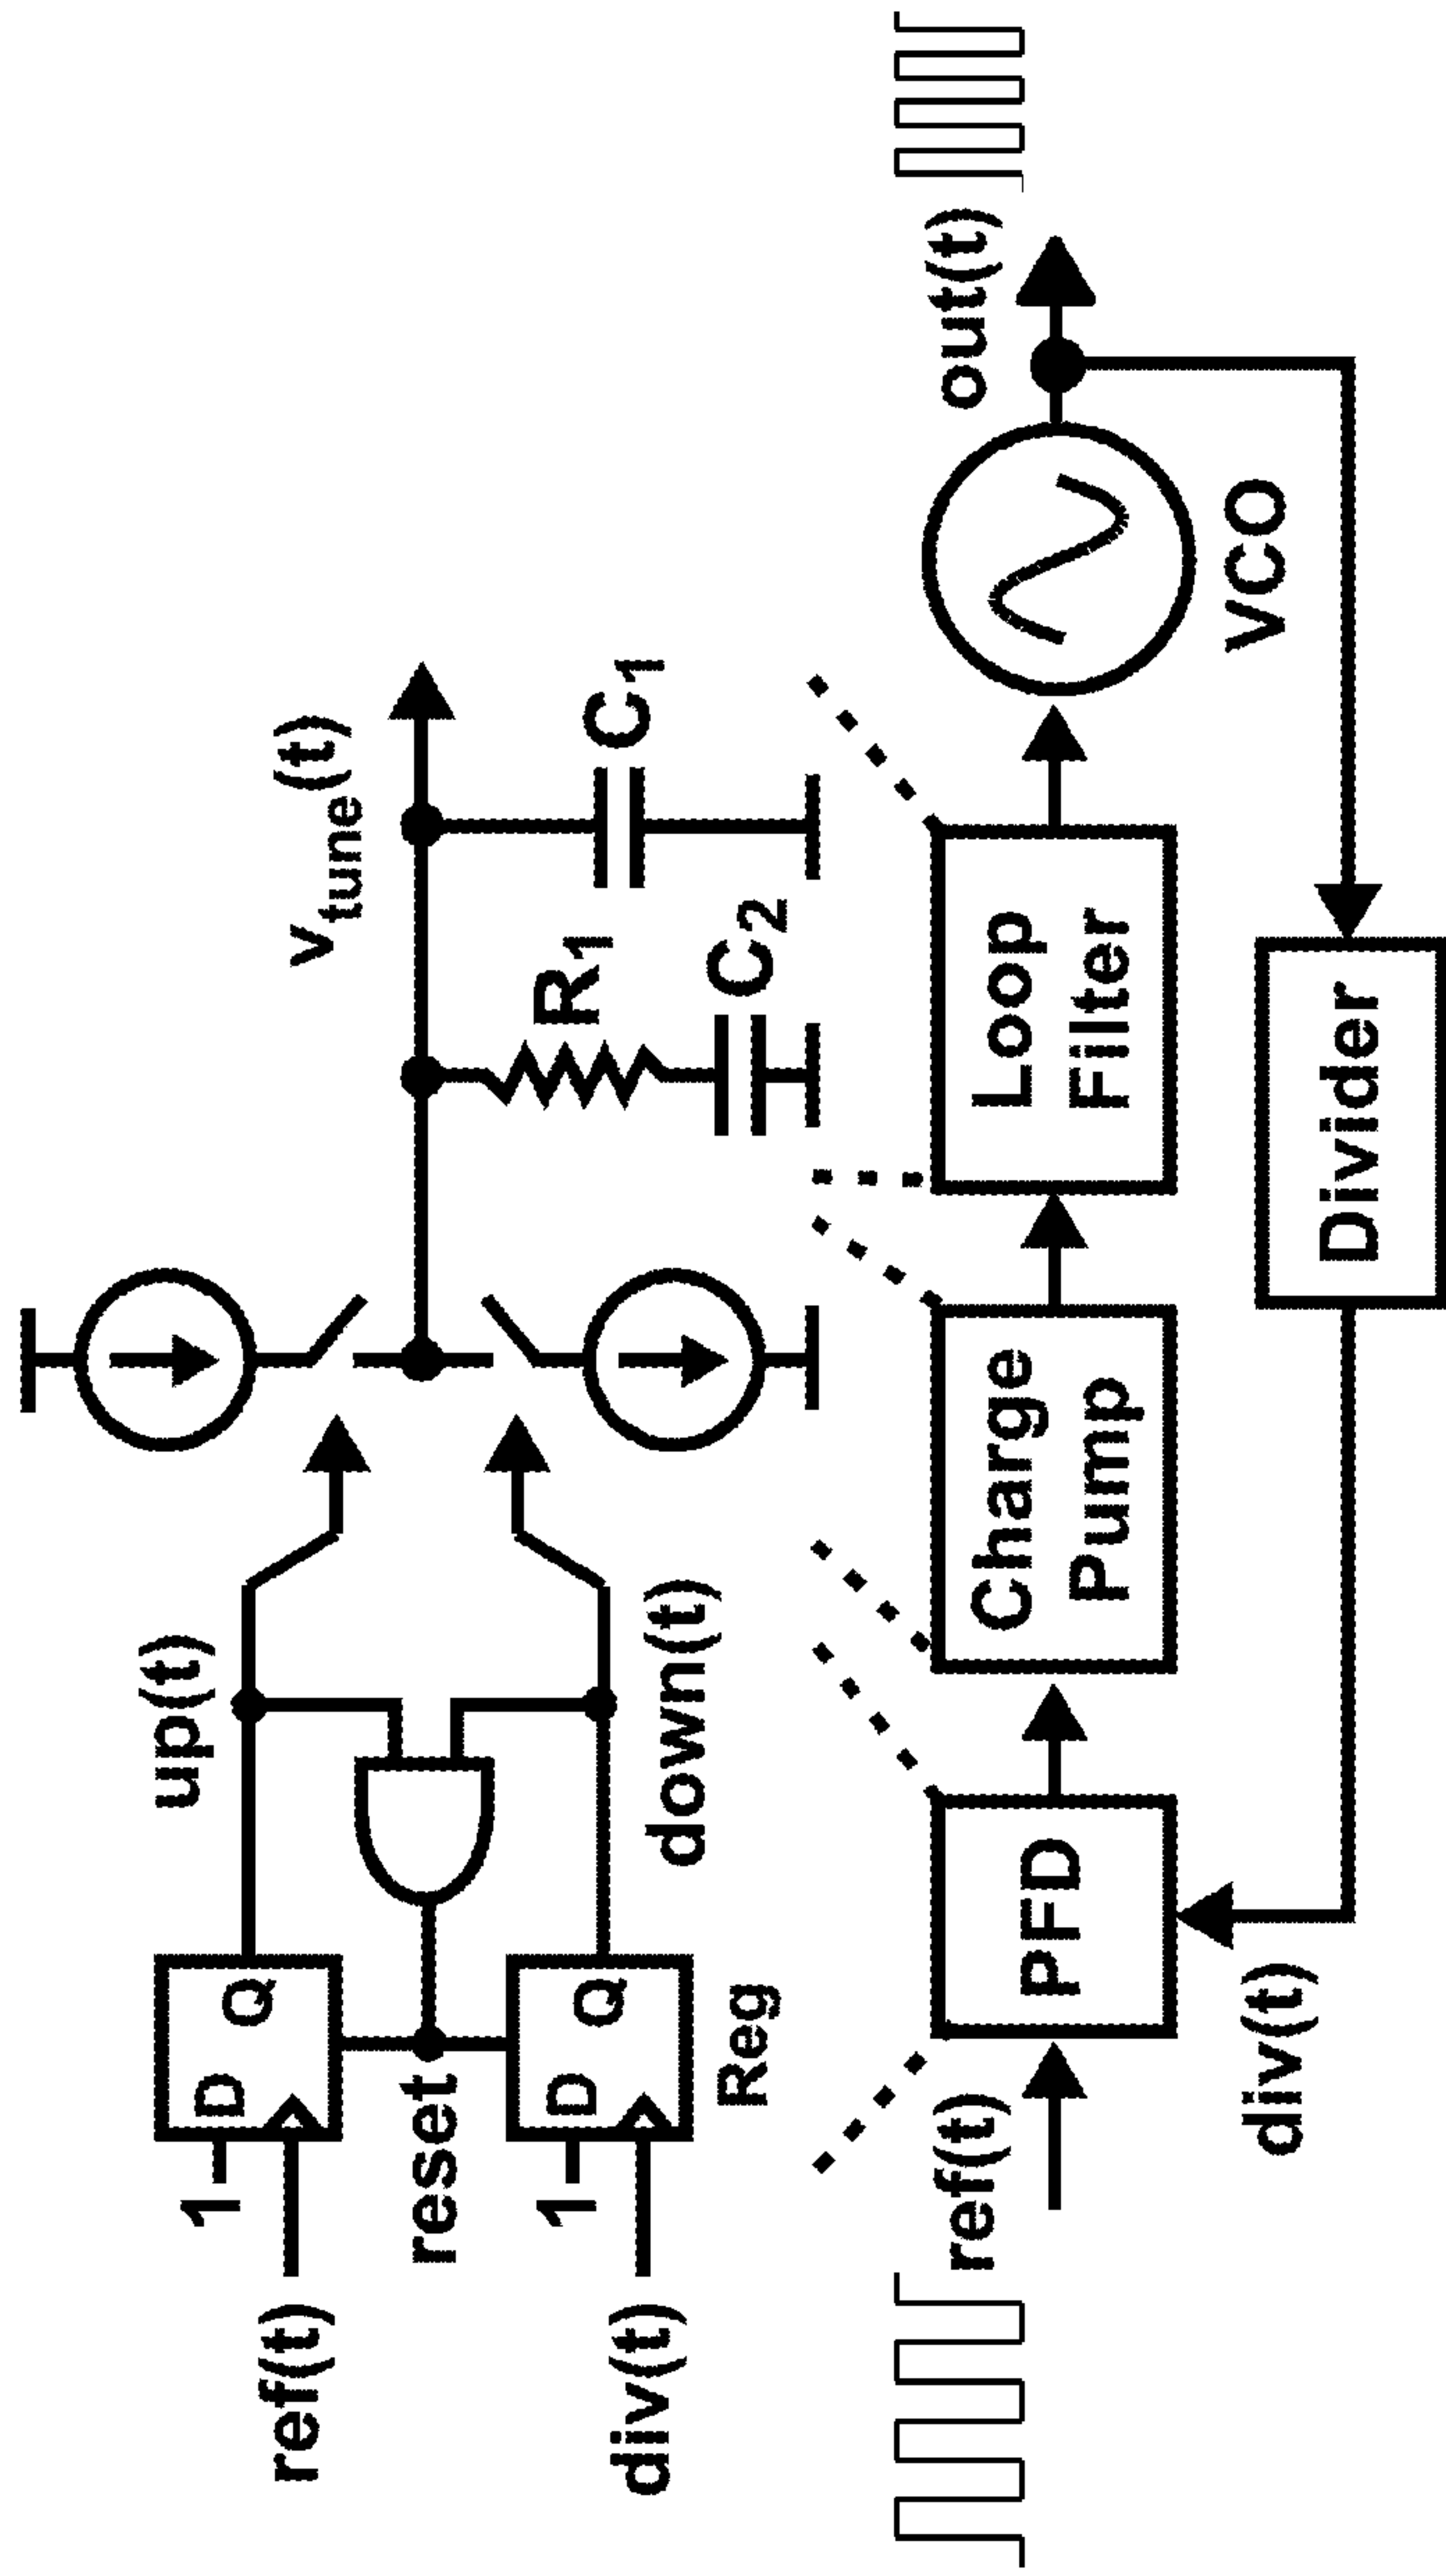 ref(t)
1
D
Q
up(t)
reset
div(t)
1
D
Q
Reg
down(t)
vtune(t)
R1
C2
C1
ref(t)
PFD
Charge
Pump
Loop
Filter
out(t)
VCO
div(t)
Divider